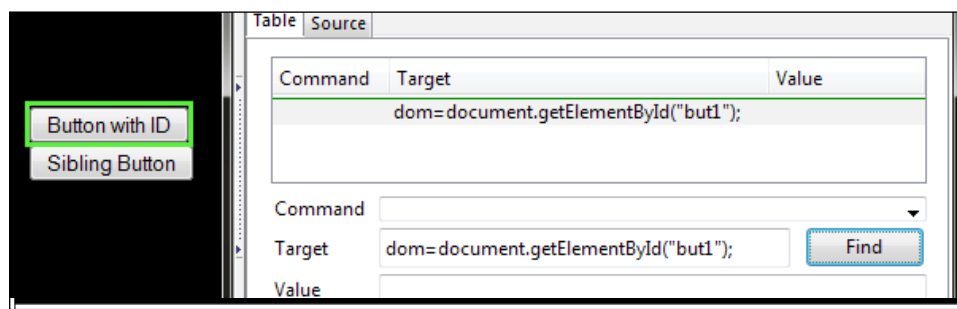 Table Source
Command Target Value
dom=document.getElementById("but1");
Button with ID
Sibling Button
Command
Target dom=document.getElementById("but1"); Find
Value